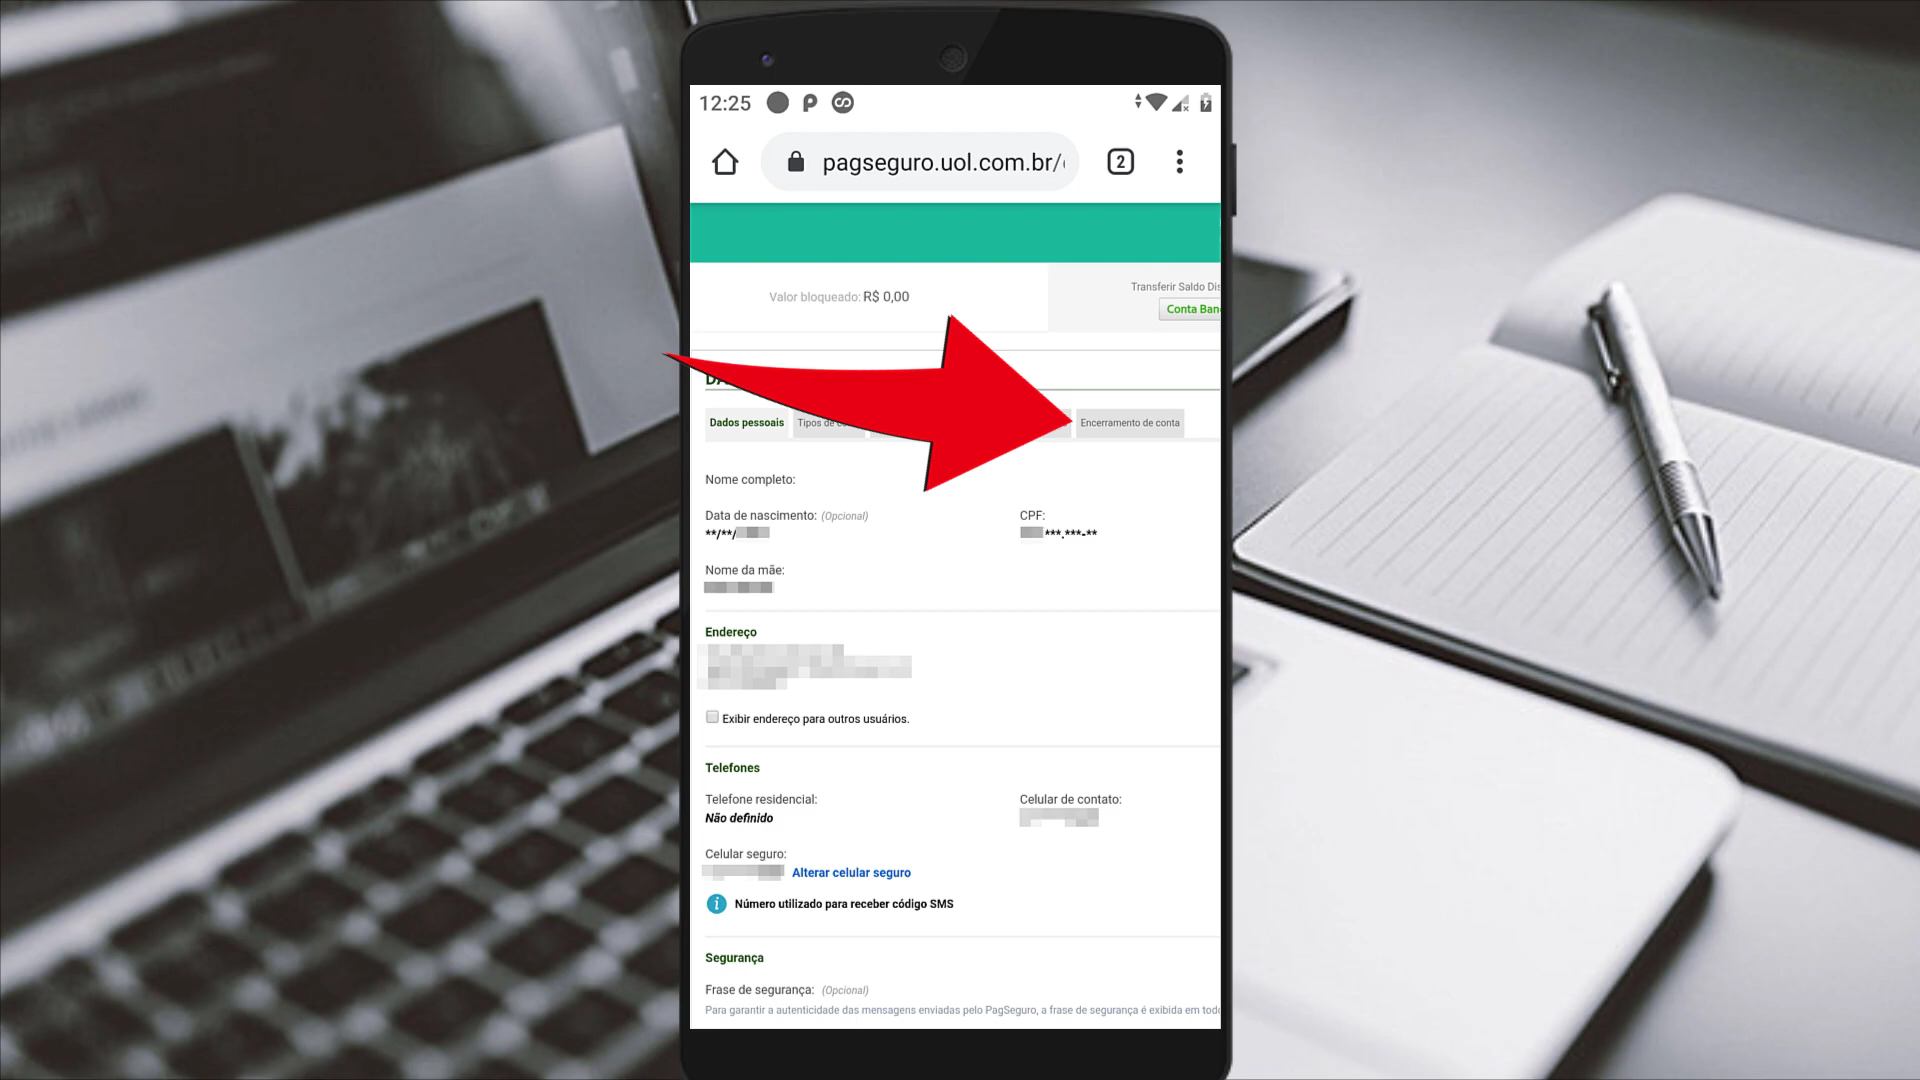 12:25
pagseguro.uol.com.br/
2
Valor bloqueado: R$ 0,00
Transferir Saldo
Conta
Dados pessoais
Tipos de
Encerramento de conta
Nome completo:
Data de nascimento: (Opcional)
CPF:
**/**/
***.***-**
Nome da mãe:
Endereço
Exibir endereço para outros usuários.
Telefones
Telefone residencial:
Celular de contato:
Não definido
Celular seguro:
Alterar celular seguro
Número utilizado para receber código SMS
Segurança
Frase de segurança: (Opcional)
Para garantir a autenticidade das mensagens enviadas pelo PagSeguro, a frase de segurança é exibida em